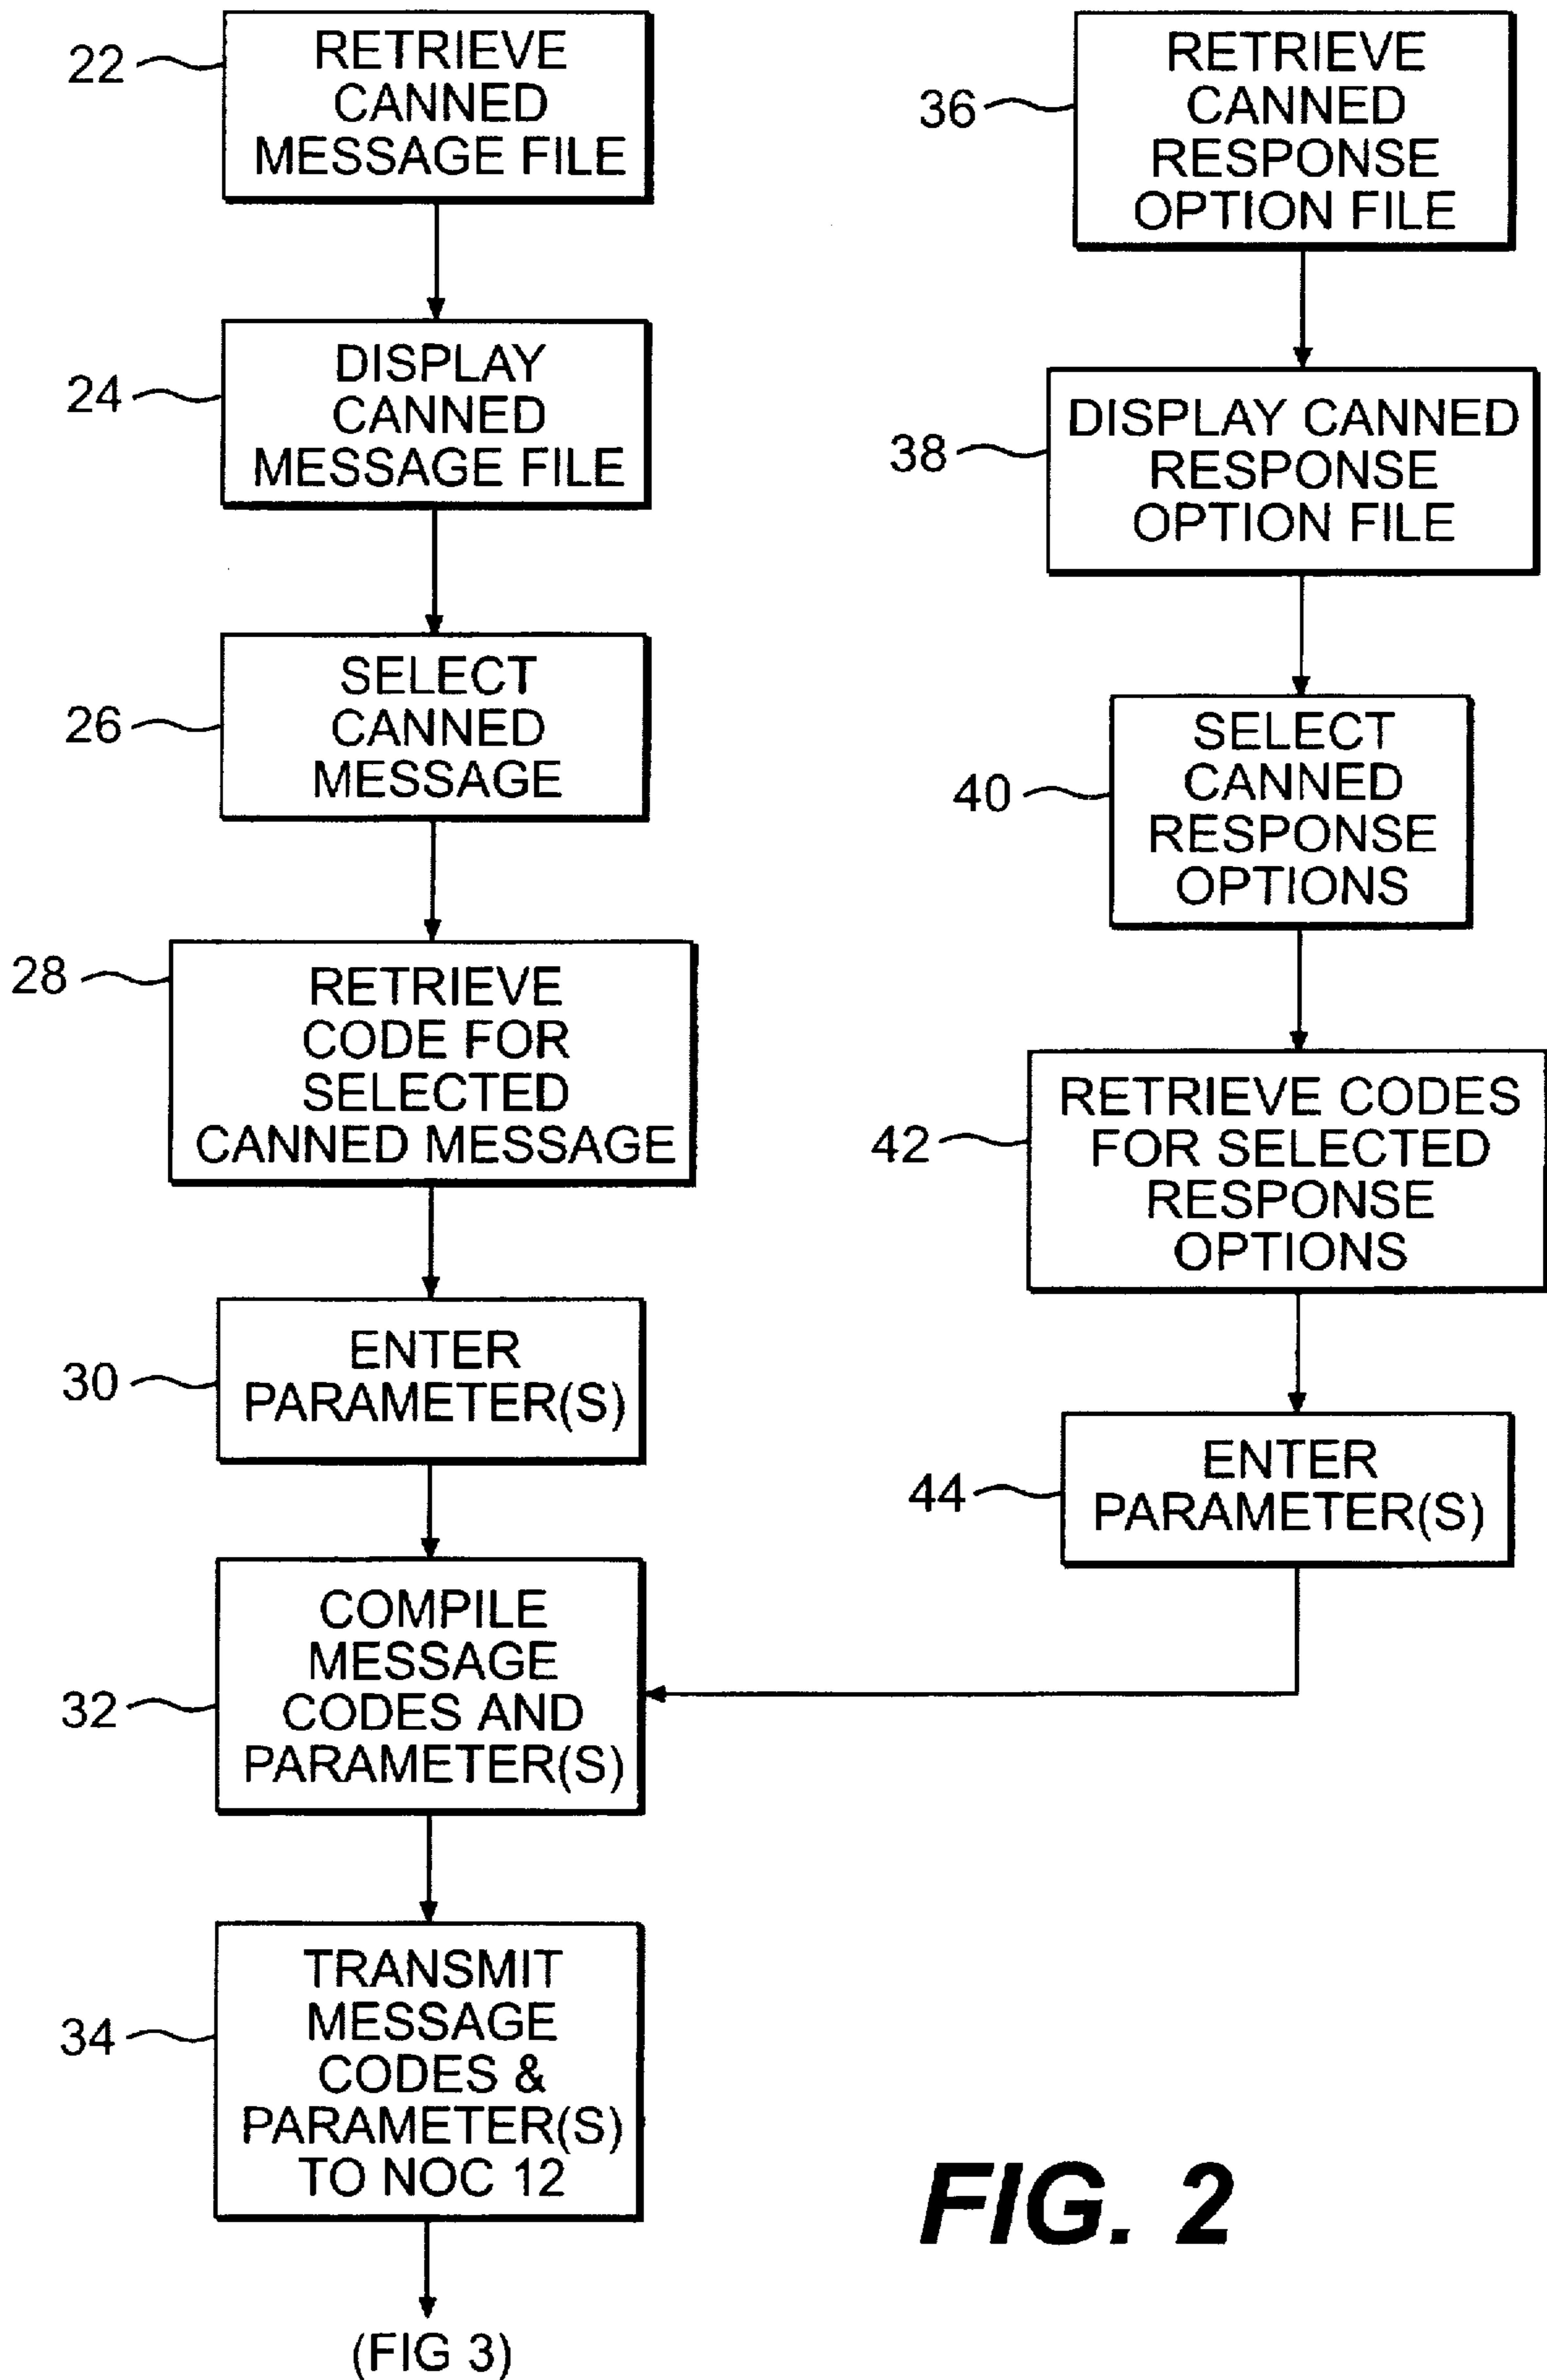 22
RETRIEVE
CANNED
MESSAGE FILE
24
DISPLAY
CANNED
MESSAGE FILE
26
SELECT
CANNED
MESSAGE
28
RETRIEVE
CODE FOR
SELECTED
CANNED MESSAGE
30
ENTER
PARAMETER(S)
32
COMPILE
MESSAGE
CODES AND
PARAMETER(S)
34
TRANSMIT
MESSAGE
CODES &
PARAMETER(S)
TO NOC 12
(FIG 3)
36
RETRIEVE
CANNED
RESPONSE
OPTION FILE
38
DISPLAY CANNED
RESPONSE
OPTION FILE
40
SELECT
CANNED
RESPONSE
OPTIONS
42
RETRIEVE CODES
FOR SELECTED
RESPONSE
OPTIONS
44
ENTER
PARAMETER(S)
FIG. 2